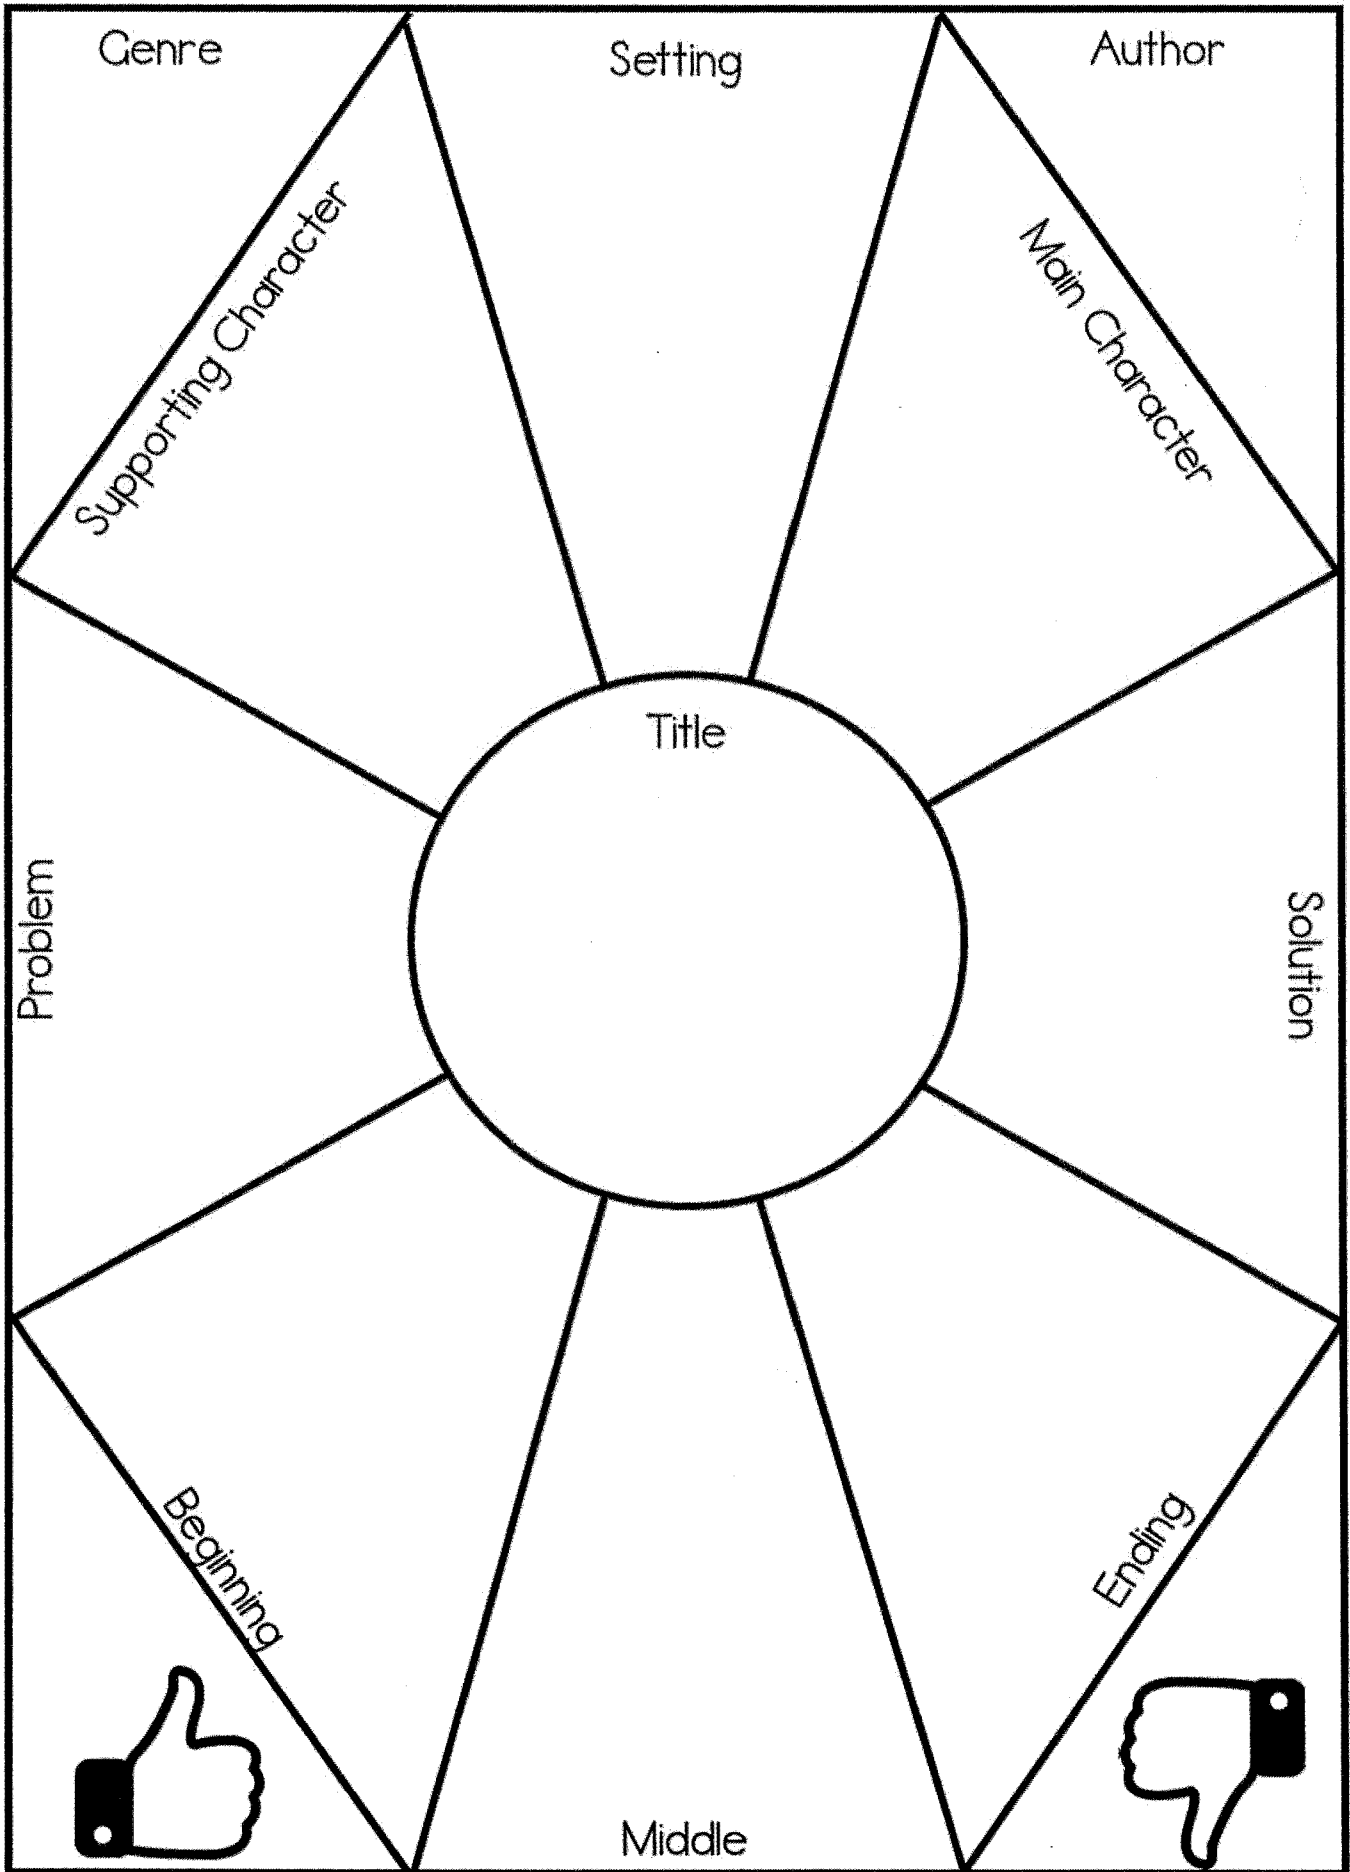 Genre
Setting
Author
Supporting Character
Main Character
Title
Problem
Solution
Beginning
Ending
Middle